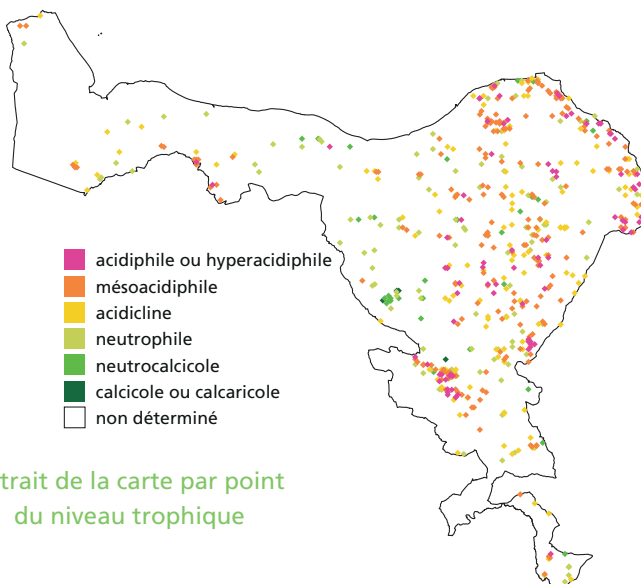 acidiphile ou hyperacidiphile
mésoacidiphile
acidicline
neutrophile
neutrocalcicole
calcicole ou calcaricole
non déterminé
trait de la carte par point
du niveau trophique